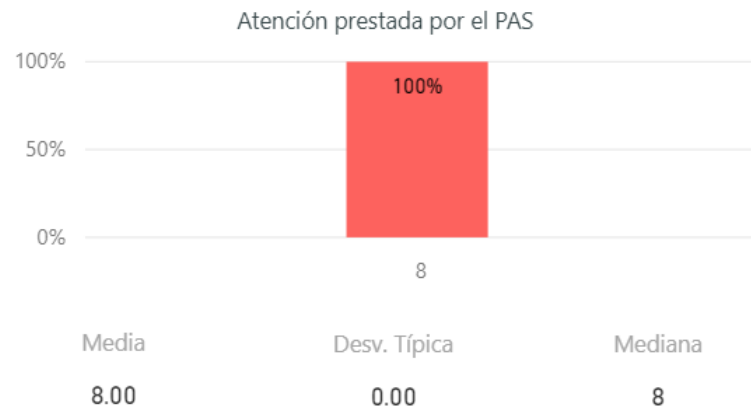 Atención prestada por el PAS
100%
100%
50%
0%
8
Media Desv. Típica Mediana
8.00 0.00 8